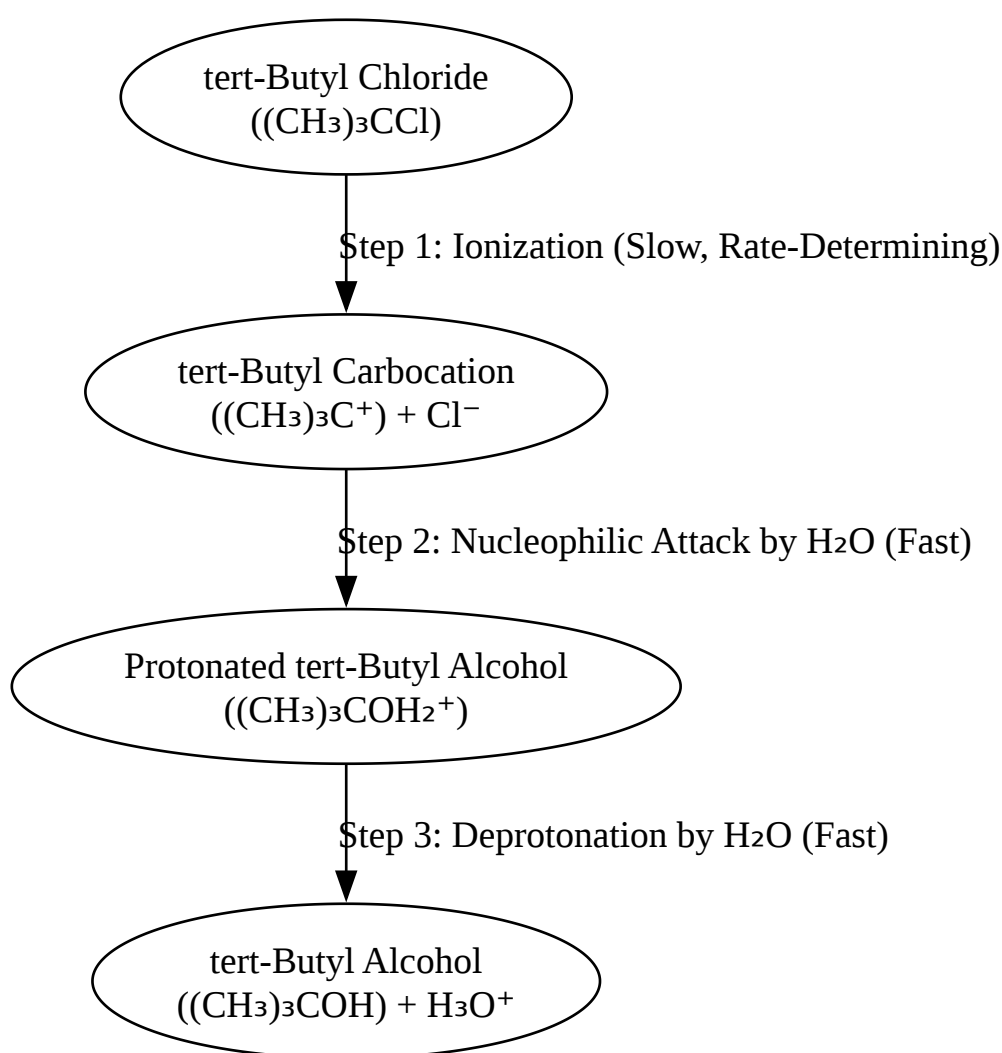 tert-Butyl Chloride
((CH₃)₃CCl)
Step 1: Ionization (Slow, Rate-Determining)
tert-Butyl Carbocation
((CH₃)₃C⁺) + Cl⁻
Step 2: Nucleophilic Attack by H₂O (Fast)
Protonated tert-Butyl Alcohol
((CH₃)₃COH₂⁺)
Step 3: Deprotonation by H₂O (Fast)
tert-Butyl Alcohol
((CH₃)₃COH) + H₃O⁺